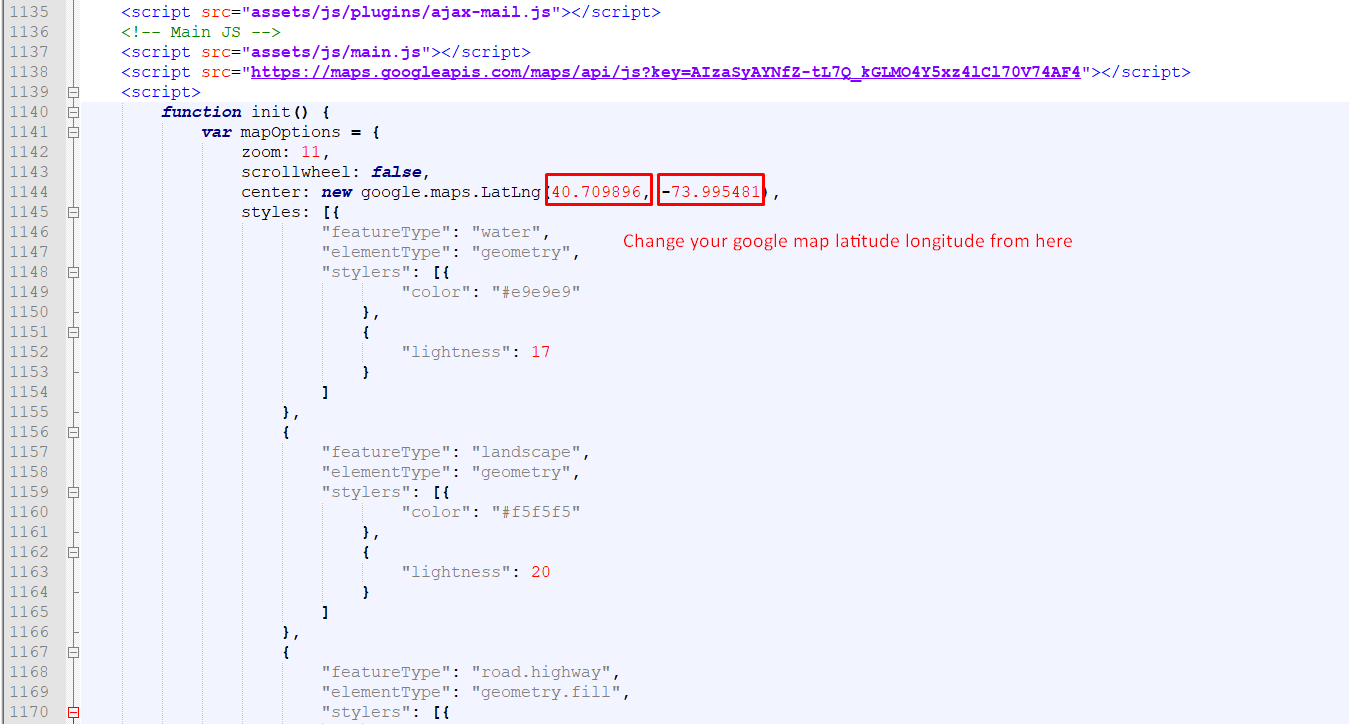 1135 <script src="assets/js/plugins/ajax-mail.js"></script>
1136 <!-- Main JS -->
1137 <script src="assets/js/main.js"></script>
1138 <script src="https://maps.googleapis.com/maps/api/js?key=AIzaSyAYNfZ-tL7Q_kGLMO4Y5xz4lCl70V74AF4"></script>
1139 <script>
1140 function init() {
1141 var mapOptions = {
1142 zoom: 11,
1143 scrollwheel: false,
1144 center: new google.maps.LatLng(40.709896, -73.995481),
1145 styles: [{
1146 "featureType": "water",
Change your google map latitude longitude from here
1147 "elementType": "geometry",
1148 "stylers": [{
1149 "color": "#e9e9e9"
1150 },
1151 {
1152 "lightness": 17
1153 }
1154 ]
1155 },
1156 {
1157 "featureType": "landscape",
1158 "elementType": "geometry",
1159 "stylers": [{
1160 "color": "#f5f5f5"
1161 },
1162 {
1163 "lightness": 20
1164 }
1165 ]
1166 },
1167 {
1168 "featureType": "road.highway",
1169 "elementType": "geometry.fill",
1170 "stylers": [{